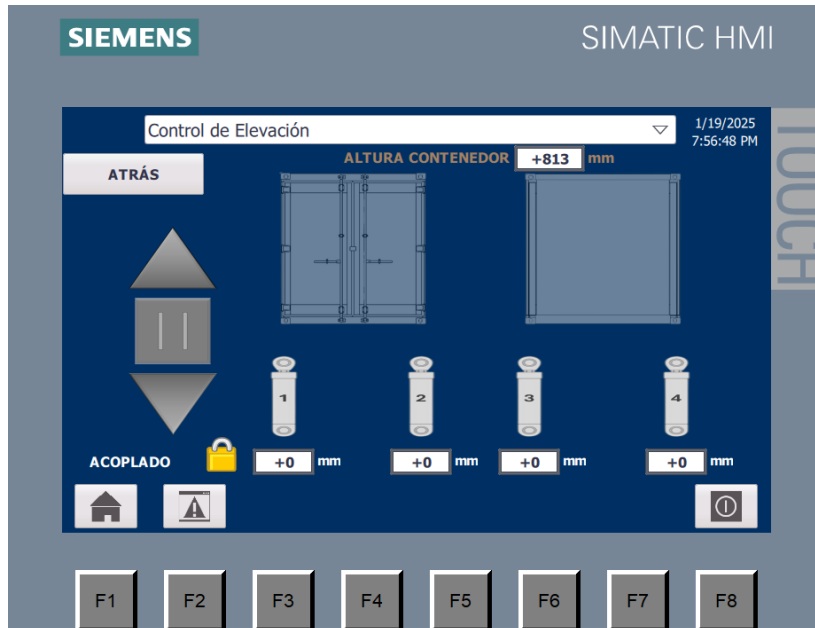 SIEMENS
SIMATIC HMI
TOUCH
Control de Elevación
1/19/2025
7:56:48 PM
ATRÁS
ALTURA CONTENEDOR +813 mm
1
2
3
4
ACOPLADO
+0 mm
+0 mm
+0 mm
+0 mm
F1
F2
F3
F4
F5
F6
F7
F8